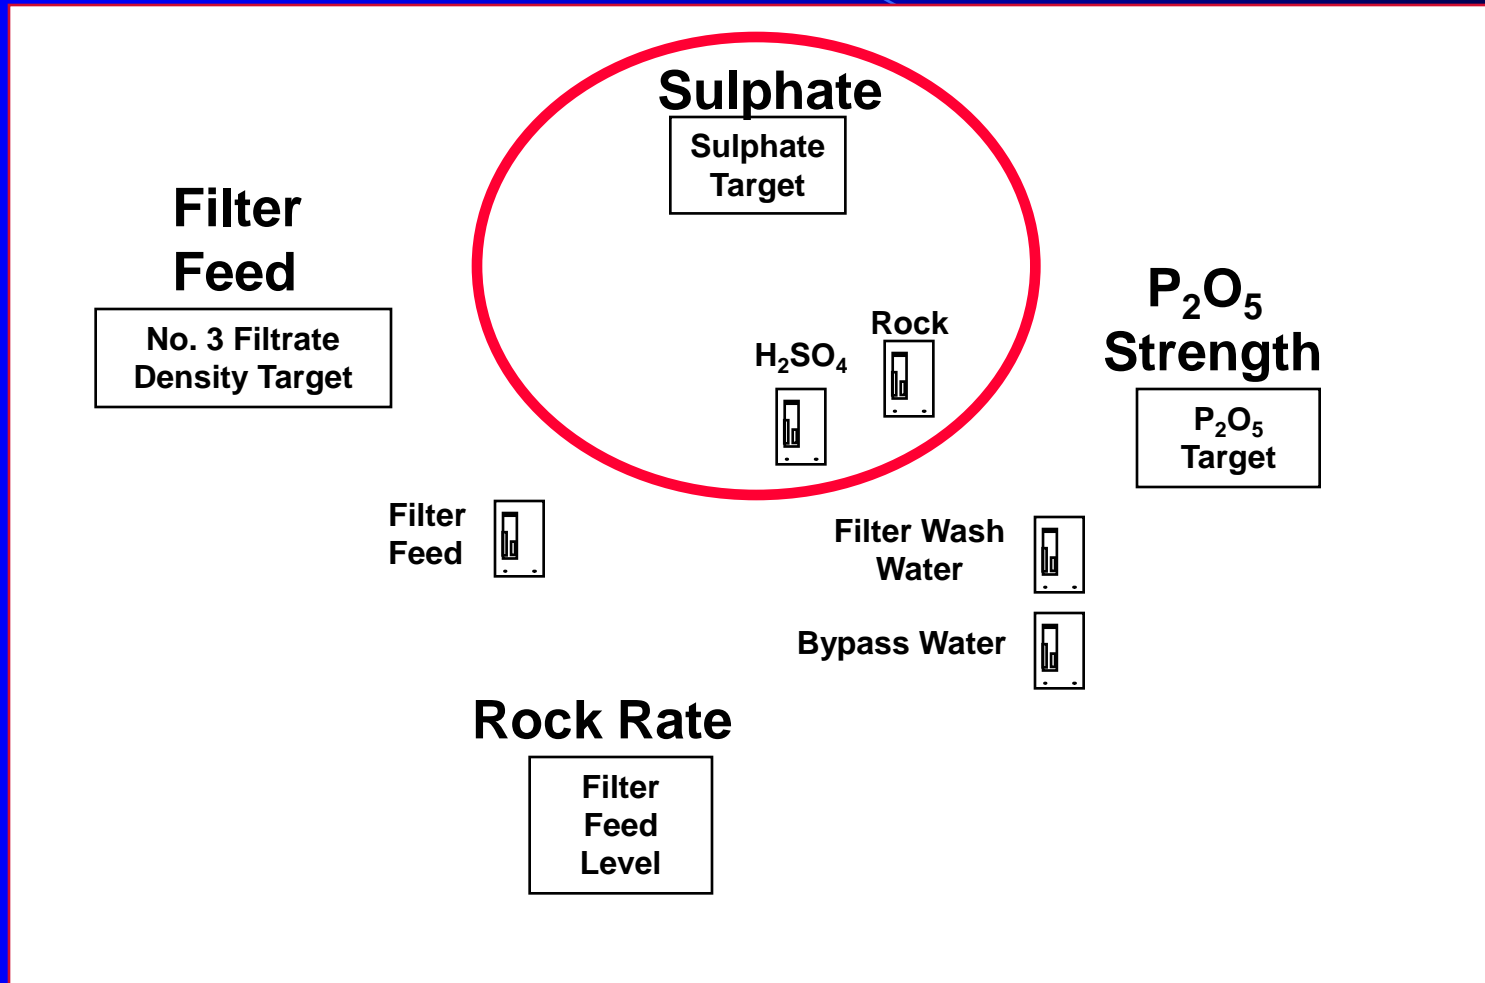 Sulphate
Sulphate
Target
Filter
Feed
No. 3 Filtrate
Density Target
P₂O₅
Strength
P₂O₅
Target
Rock
H₂SO₄
Filter
Feed
Filter Wash
Water
Bypass Water
Rock Rate
Filter
Feed
Level